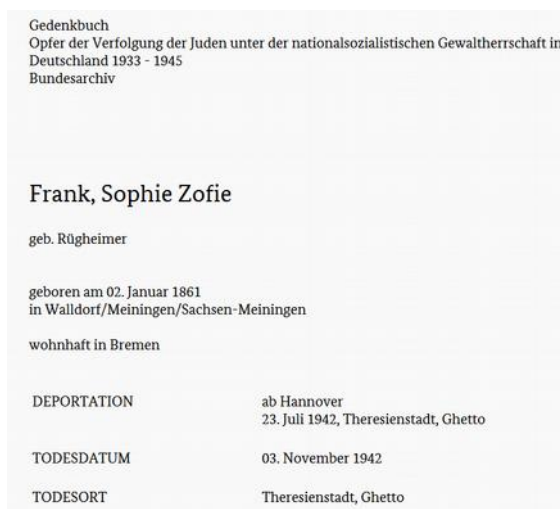 Gedenkbuch
Opfer der Verfolgung der Juden unter der nationalsozialistischen Gewaltherrschaft in
Deutschland 1933 - 1945
Bundesarchiv
Frank, Sophie Zofie
geb. Rügheimer
geboren am 02. Januar 1861
in Walldorf/Meiningen/Sachsen-Meiningen
wohnhaft in Bremen
DEPORTATION ab Hannover
23. Juli 1942, Theresienstadt, Ghetto
TODESDATUM 03. November 1942
TODESORT Theresienstadt, Ghetto